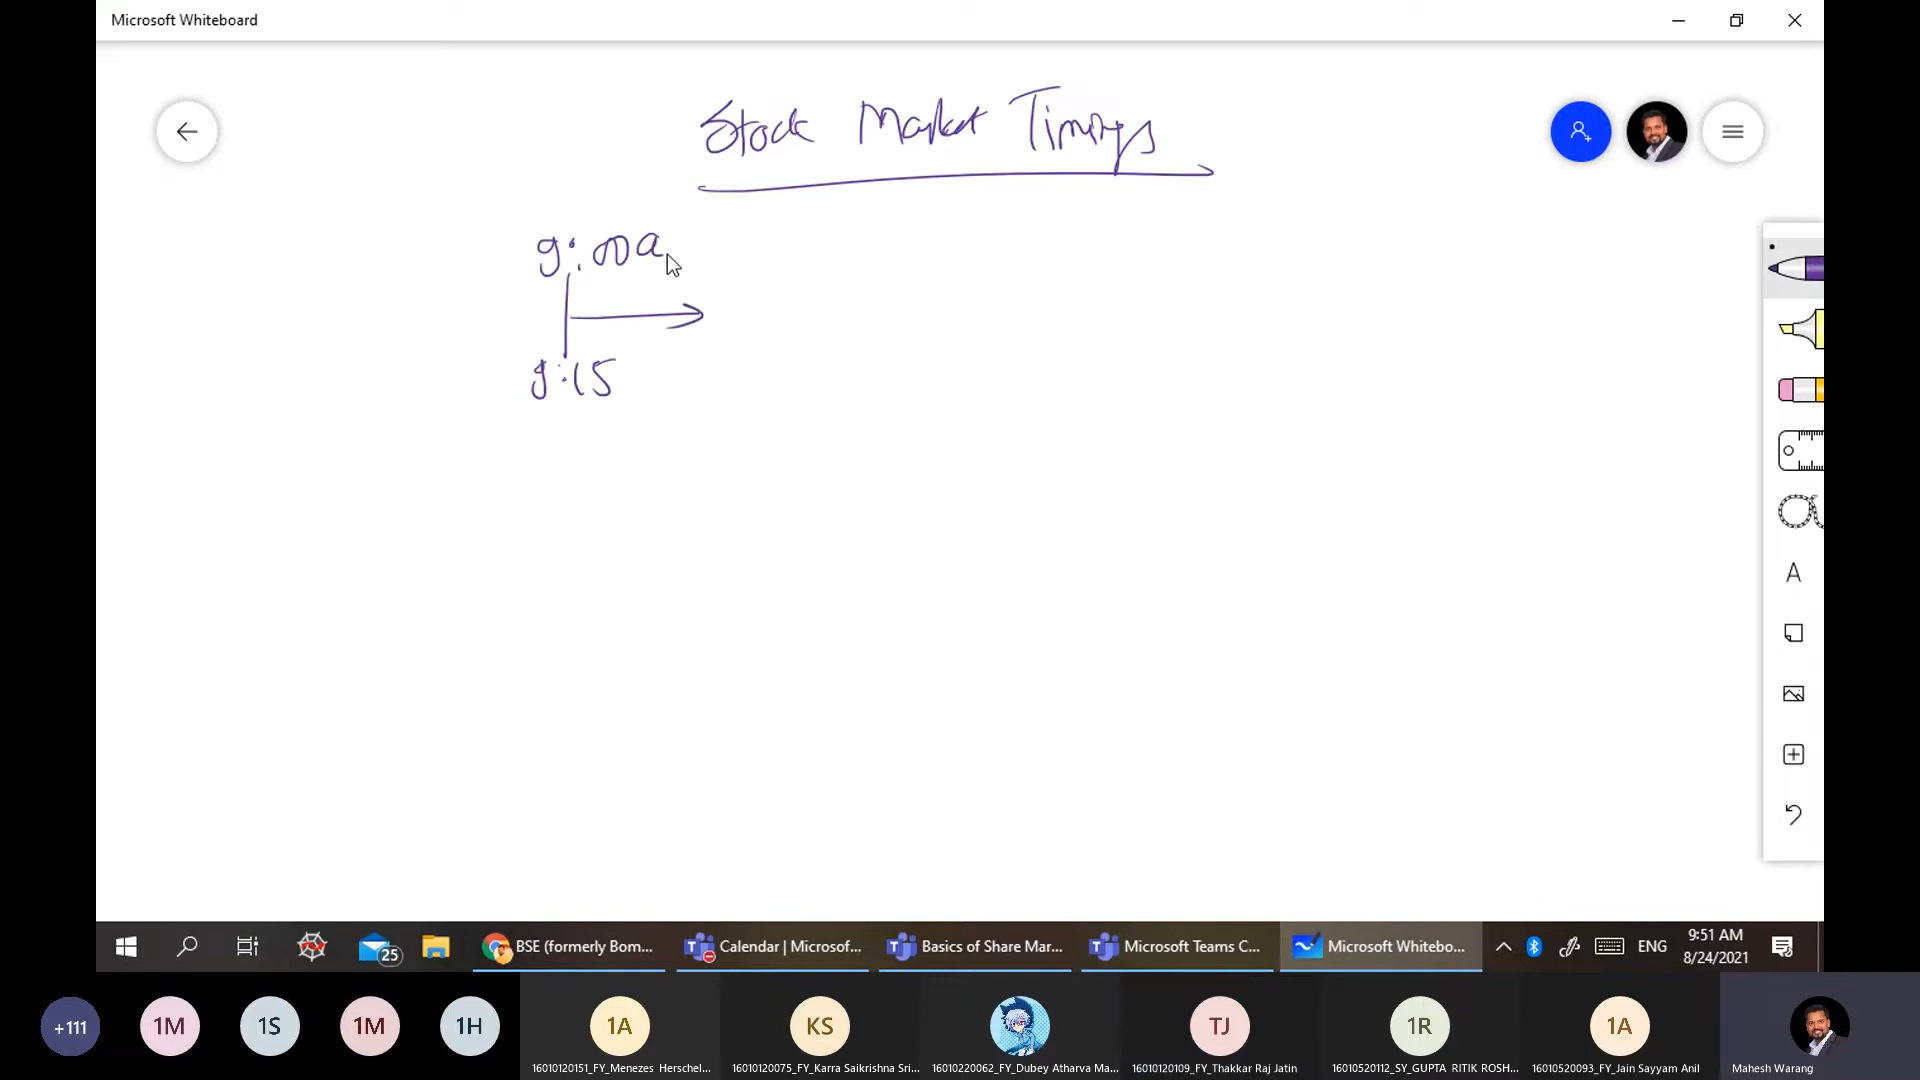 Microsoft Whiteboard
Stock Market Timings
9:00a
9:15
A
25
BSE (formerly Bom...
Calendar | Microsof...
Basics of Share Mar...
Microsoft Teams C...
Microsoft Whitebo...
ENG
9:51 AM
8/24/2021
+111
1M
1S
1M
1H
1A
KS
TJ
1R
1A
16010120151_FY_Menezes Herschel...
16010120075_FY_Karra Saikrishna Sri...
16010220062_FY_Dubey Atharva Ma...
16010120109_FY_Thakkar Raj Jatin
16010520112_SY_GUPTA RITIK ROSH...
16010520093_FY_Jain Sayyam Anil
Mahesh Warang